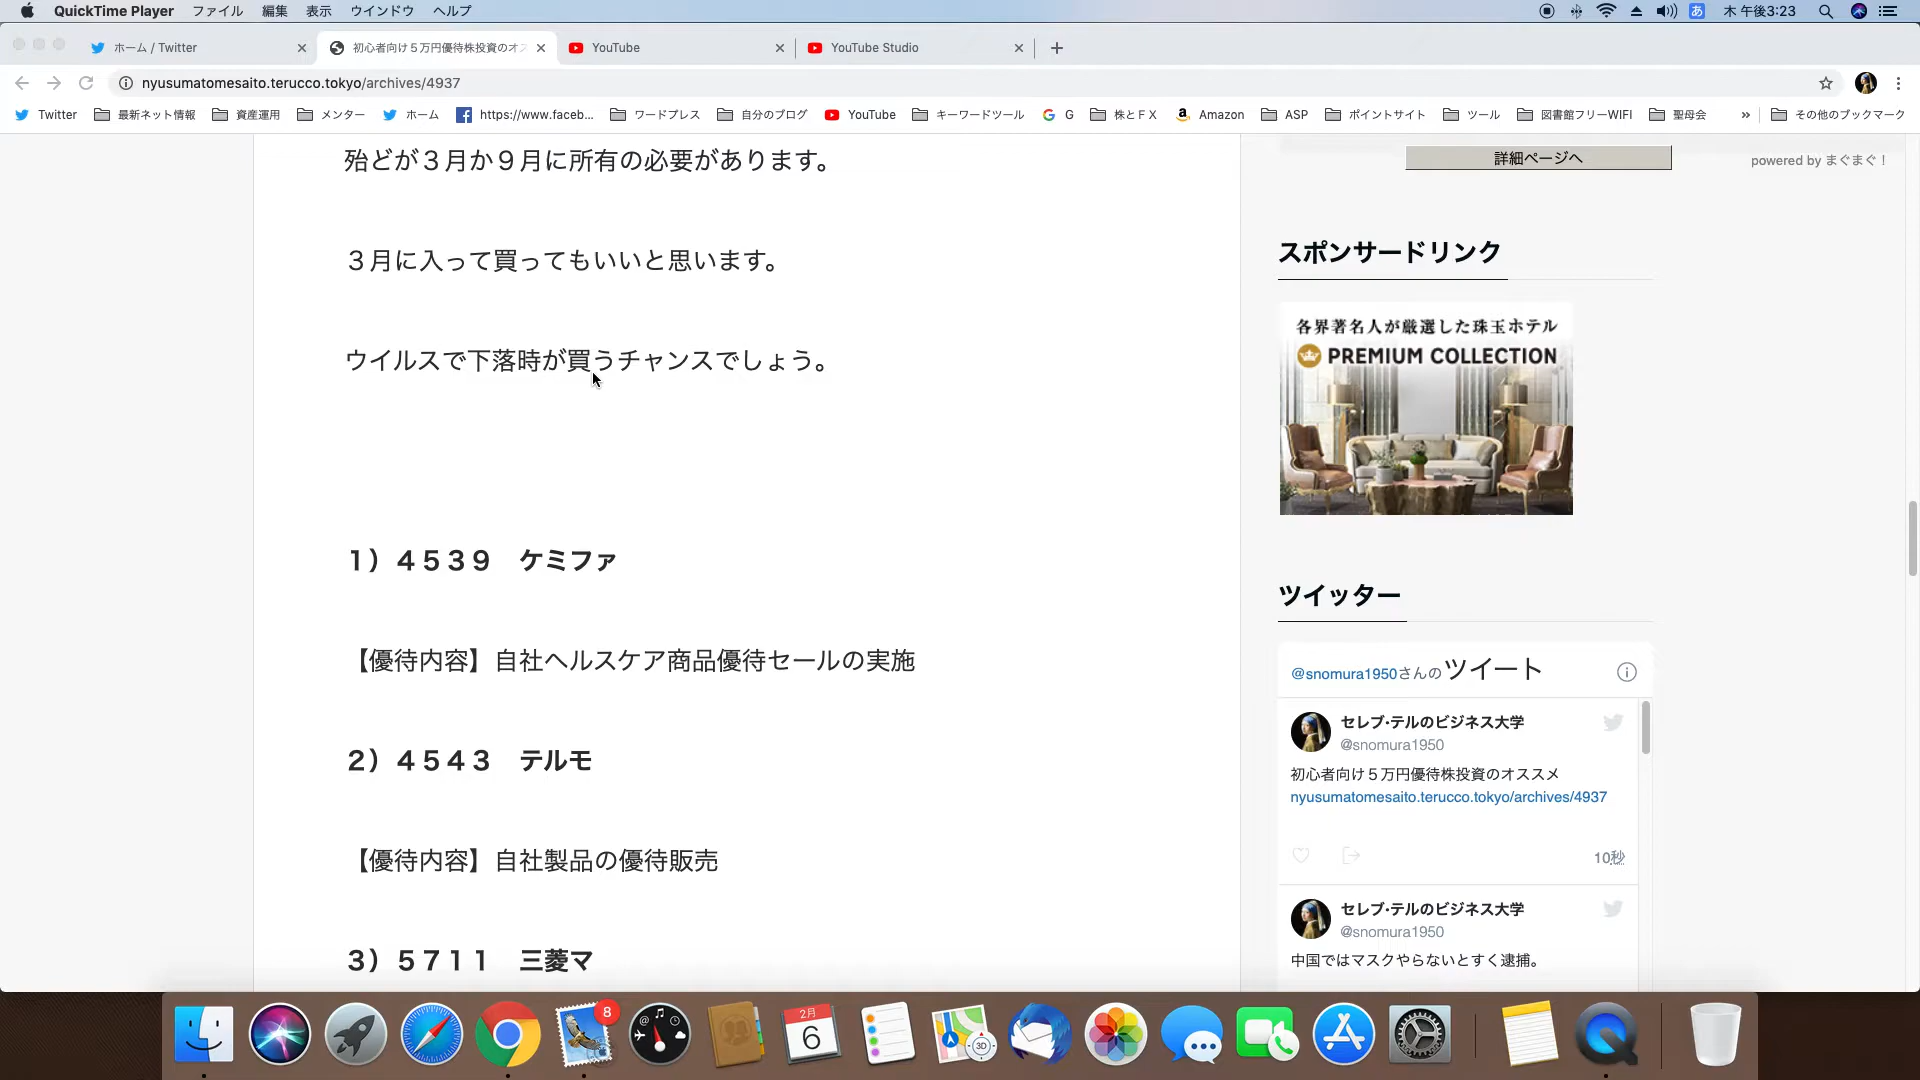 QuickTime Player ファイル 編集 表示 ウインドウ ヘルプ あ 木 午後3:23
ホーム / Twitter
初心者向け５万円優待株投資のオス
YouTube
YouTube Studio
nyusumatomesaito.terucco.tokyo/archives/4937
Twitter 最新ネット情報 資産運用 メンター ホーム https://www.faceb... ワードプレス 自分のブログ YouTube キーワードツール G 株とＦＸ Amazon ASP ポイントサイト ツール 図書館フリーWIFI 聖母会 » その他のブックマーク
殆どが３月か９月に所有の必要があります。
３月に入って買ってもいいと思います。
ウイルスで下落時が買うチャンスでしょう。
１）４５３９　ケミファ
【優待内容】自社ヘルスケア商品優待セールの実施
２）４５４３　テルモ
【優待内容】自社製品の優待販売
３）５７１１　三菱マ
詳細ページへ
powered by まぐまぐ！
スポンサードリンク
各界著名人が厳選した珠玉ホテル
PREMIUM COLLECTION
ツイッター
@snomura1950さんのツイート
セレブ・テルのビジネス大学
@snomura1950
初心者向け５万円優待株投資のオススメ
nyusumatomesaito.terucco.tokyo/archives/4937
10秒
セレブ・テルのビジネス大学
@snomura1950
中国ではマスクやらないとすく逮捕。
8
2月
6
3D